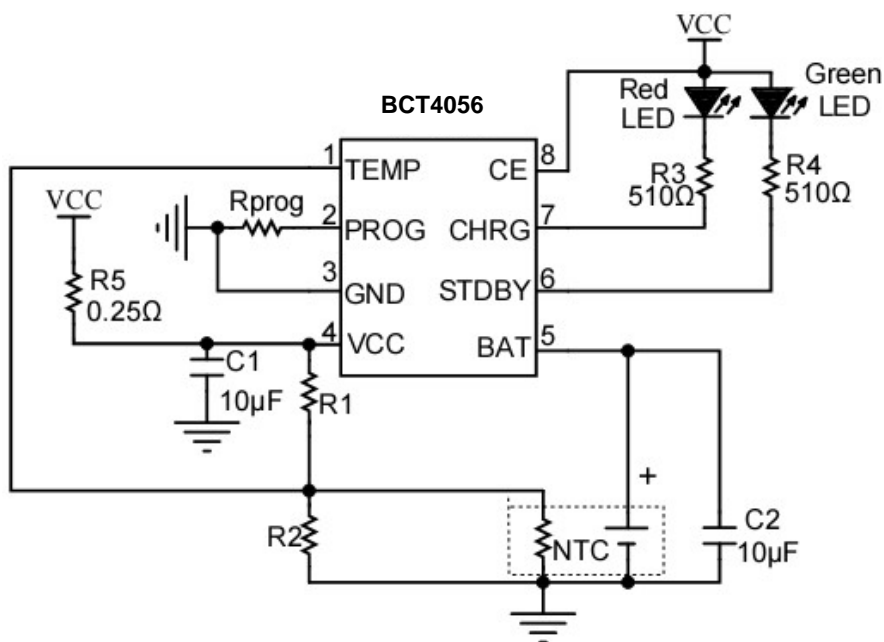 VCC
Red
LED
Green
LED
BCT4056
1
TEMP
CE
8
R3
510Ω
R4
510Ω
VCC
Rprog
2
PROG
CHRG
7
R5
0.25Ω
3
GND
STDBY
6
4
VCC
BAT
5
C1
10µF
R1
+
R2
NTC
C2
10µF